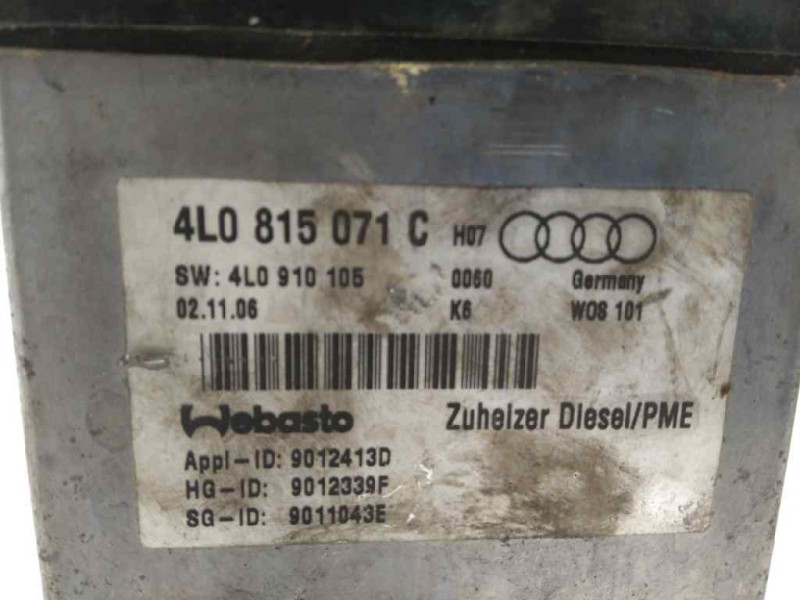 4L0 815 071 C H07
SW: 4L0 910 105 0060 Germany
02.11.06 K6 WOS 101
Webasto Zuheizer Diesel/PME
Appl-ID: 9012413D
HG-ID: 9012339F
SG-ID: 9011043E